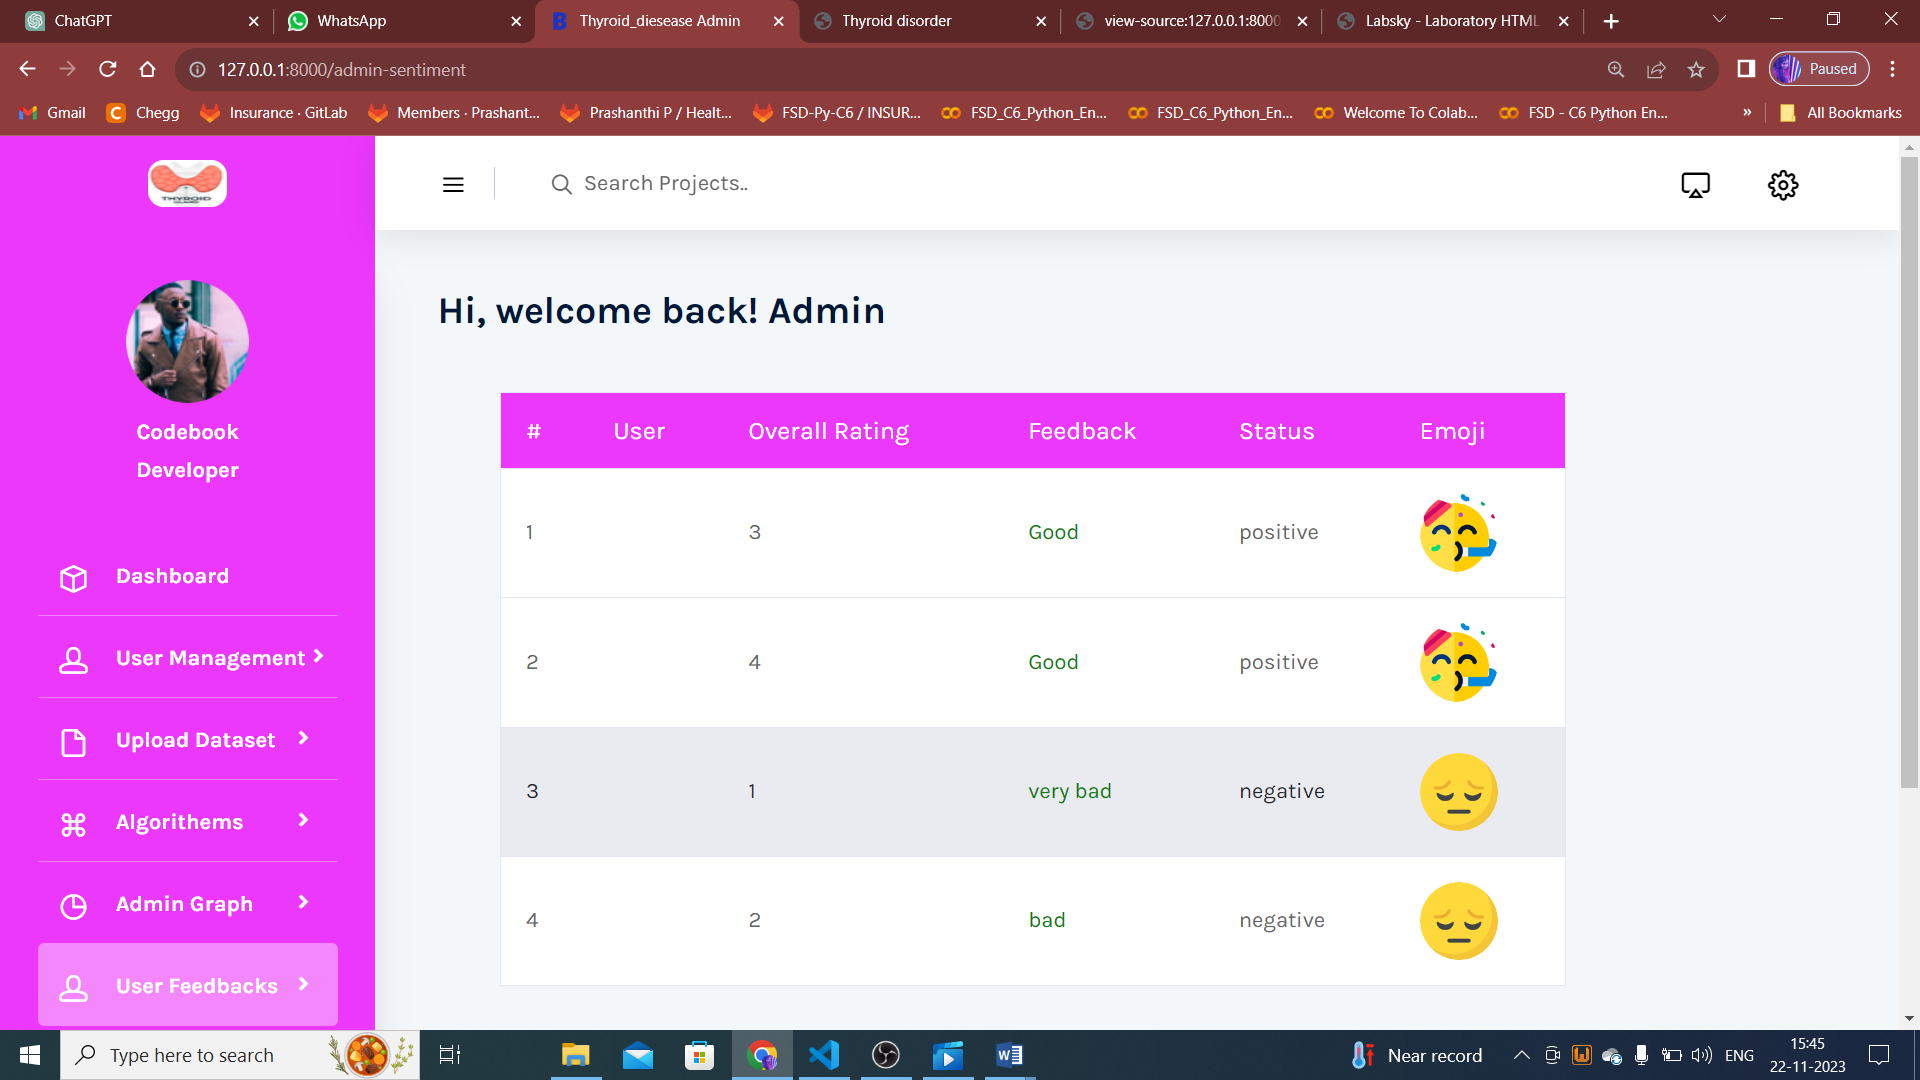 ChatGPT
WhatsApp
Thyroid_diesease Admin
Thyroid disorder
view-source:127.0.0.1:8000
Labsky - Laboratory HTML
127.0.0.1:8000/admin-sentiment
Paused
Gmail
Chegg
Insurance · GitLab
Members · Prashant...
Prashanthi P / Healt...
FSD-Py-C6 / INSUR...
FSD_C6_Python_En...
FSD_C6_Python_En...
Welcome To Colab...
FSD - C6 Python En...
»
All Bookmarks
THYROID
Search Projects..
Codebook
Developer
Dashboard
User Management
Upload Dataset
Algorithems
Admin Graph
User Feedbacks
Hi, welcome back! Admin
# User Overall Rating Feedback Status Emoji
1 3 Good positive
2 4 Good positive
3 1 very bad negative
4 2 bad negative
Type here to search
Near record
ENG
15:45
22-11-2023